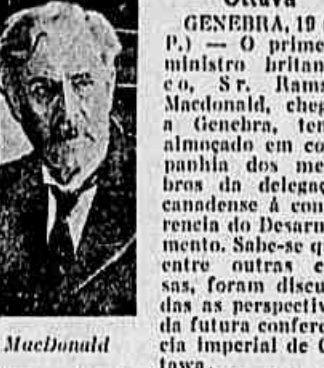 Ottawa
GENEBRA, 19 (
P.) — O prime
ministro britan
co, Sr. Rams
Macdonald, cheg
a Genebra, ten
almoçado em co
panhia dos me
bros da delegaç
canadense á con
rencia do Desarm
mento. Sabe-se q
entre outras c
sas, foram discu
das as perspectiv
da futura confere
cia imperial de O
tawa.
MacDonald